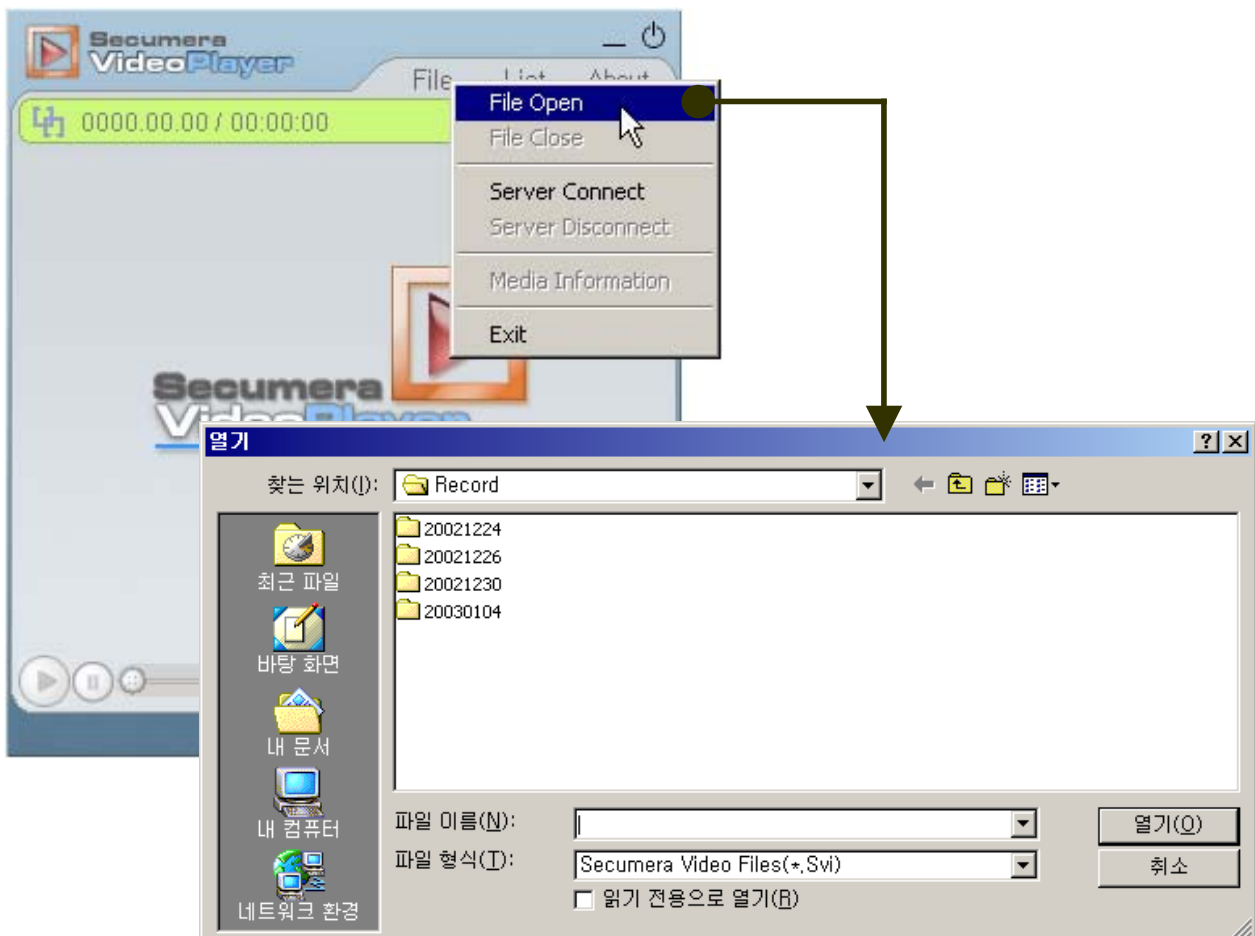 Secumera
VideoPlayer
File List About
0000.00.00 / 00:00:00
File Open
File Close
Server Connect
Server Disconnect
Media Information
Exit
Secumera
VideoPlayer
열기
찾는 위치(I):
Record
20021224
20021226
20021230
20030104
최근 파일
바탕 화면
내 문서
내 컴퓨터
네트워크 환경
파일 이름(N):
열기(O)
파일 형식(T):
Secumera Video Files(*.Svi)
취소
읽기 전용으로 열기(R)